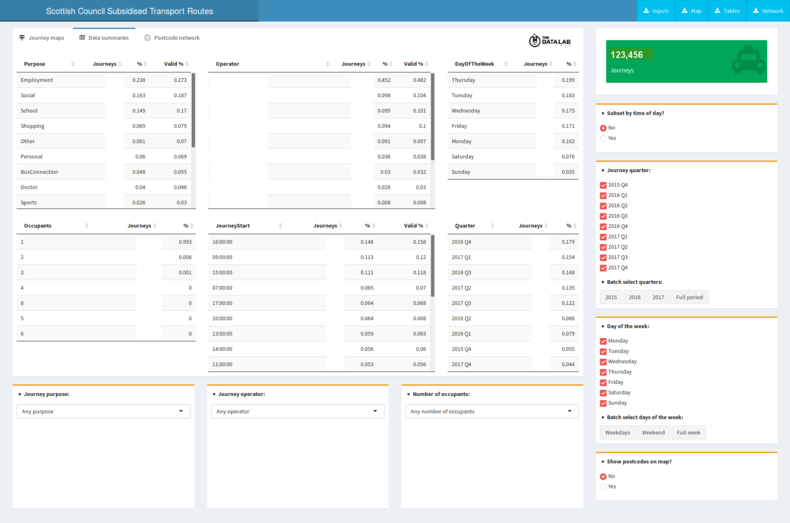 Scottish Council Subsidised Transport Routes
Inputs Map Tables Network
Journey maps Data summaries Postcode network
THE DATALAB
123,456
Journeys
Purpose Journeys % Valid %
Employment 0.238 0.273
Social 0.163 0.187
School 0.149 0.17
Shopping 0.069 0.079
Other 0.061 0.07
Personal 0.06 0.069
BusConnection 0.048 0.055
Doctor 0.04 0.046
Sports 0.026 0.03
Operator Journeys % Valid %
0.452 0.482
0.098 0.104
0.095 0.101
0.094 0.1
0.091 0.097
0.036 0.038
0.03 0.032
0.028 0.03
0.008 0.008
DayOfTheWeek Journeys %
Thursday 0.199
Tuesday 0.183
Wednesday 0.175
Friday 0.171
Monday 0.162
Saturday 0.076
Sunday 0.035
Occupants Journeys %
1 0.993
2 0.006
3 0.001
4 0
8 0
5 0
6 0
JourneyStart Journeys % Valid %
16:00:00 0.148 0.158
09:00:00 0.113 0.12
15:00:00 0.111 0.118
07:00:00 0.065 0.07
17:00:00 0.064 0.068
10:00:00 0.064 0.068
13:00:00 0.059 0.063
14:00:00 0.056 0.06
11:00:00 0.053 0.056
Quarter Journeys %
2016 Q4 0.179
2017 Q1 0.154
2016 Q3 0.148
2017 Q2 0.135
2017 Q3 0.122
2016 Q2 0.086
2016 Q1 0.079
2015 Q4 0.055
2017 Q4 0.044
Journey purpose:
Any purpose
Journey operator:
Any operator
Number of occupants:
Any number of occupants
Subset by time of day?
No
Yes
Journey quarter:
2015 Q4
2016 Q1
2016 Q2
2016 Q3
2016 Q4
2017 Q1
2017 Q2
2017 Q3
2017 Q4
Batch select quarters:
2015 2016 2017 Full period
Day of the week:
Monday
Tuesday
Wednesday
Thursday
Friday
Saturday
Sunday
Batch select days of the week:
Weekdays Weekend Full week
Show postcodes on map?
No
Yes